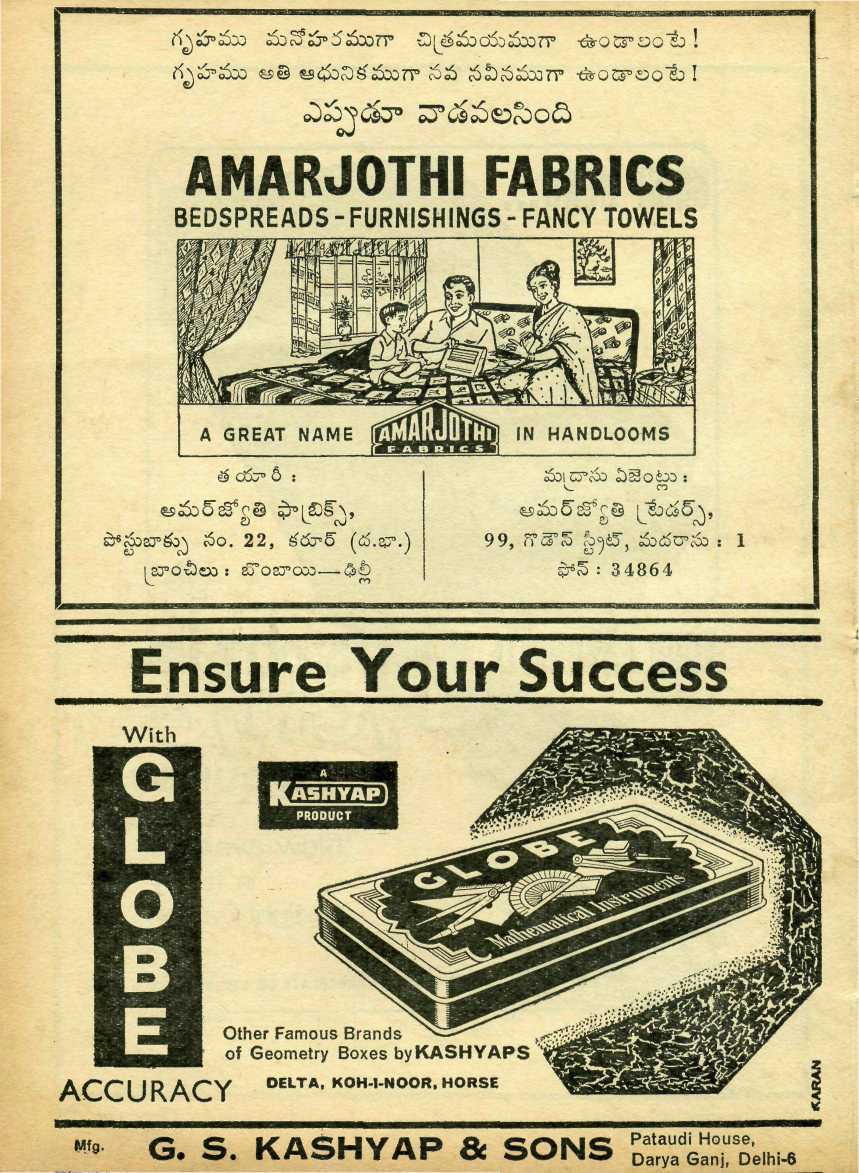 గృహము మనోహరముగా చిత్రమయముగా ఉండాలంటే!
గృహము అతి ఆధునికముగా నవ నవీనముగా ఉండాలంటే!
ఎప్పుడూ వాడవలసింది
AMARJOTHI FABRICS
BEDSPREADS - FURNISHINGS - FANCY TOWELS
A GREAT NAME AMARJOTHI FABRICS IN HANDLOOMS
తయారీ :
అమర్‌జ్యోతి ఫాబ్రిక్స్,
పోస్టుబాక్సు నం. 22, కరూర్ (ద.భా.)
బ్రాంచీలు : బొంబాయి—ఢిల్లీ
మద్రాసు ఏజెంట్లు :
అమర్‌జ్యోతి ట్రేడర్స్,
99, గొడౌన్ స్ట్రీట్, మదరాసు : 1
ఫోన్ : 34864
Ensure Your Success
With
GLOBE
ACCURACY
A
KASHYAP
PRODUCT
GLOBE
Mathematical Instruments
Other Famous Brands
of Geometry Boxes by KASHYAPS
DELTA, KOH-I-NOOR, HORSE
KARAN
Mfg. G. S. KASHYAP & SONS Pataudi House,
Darya Ganj, Delhi-6